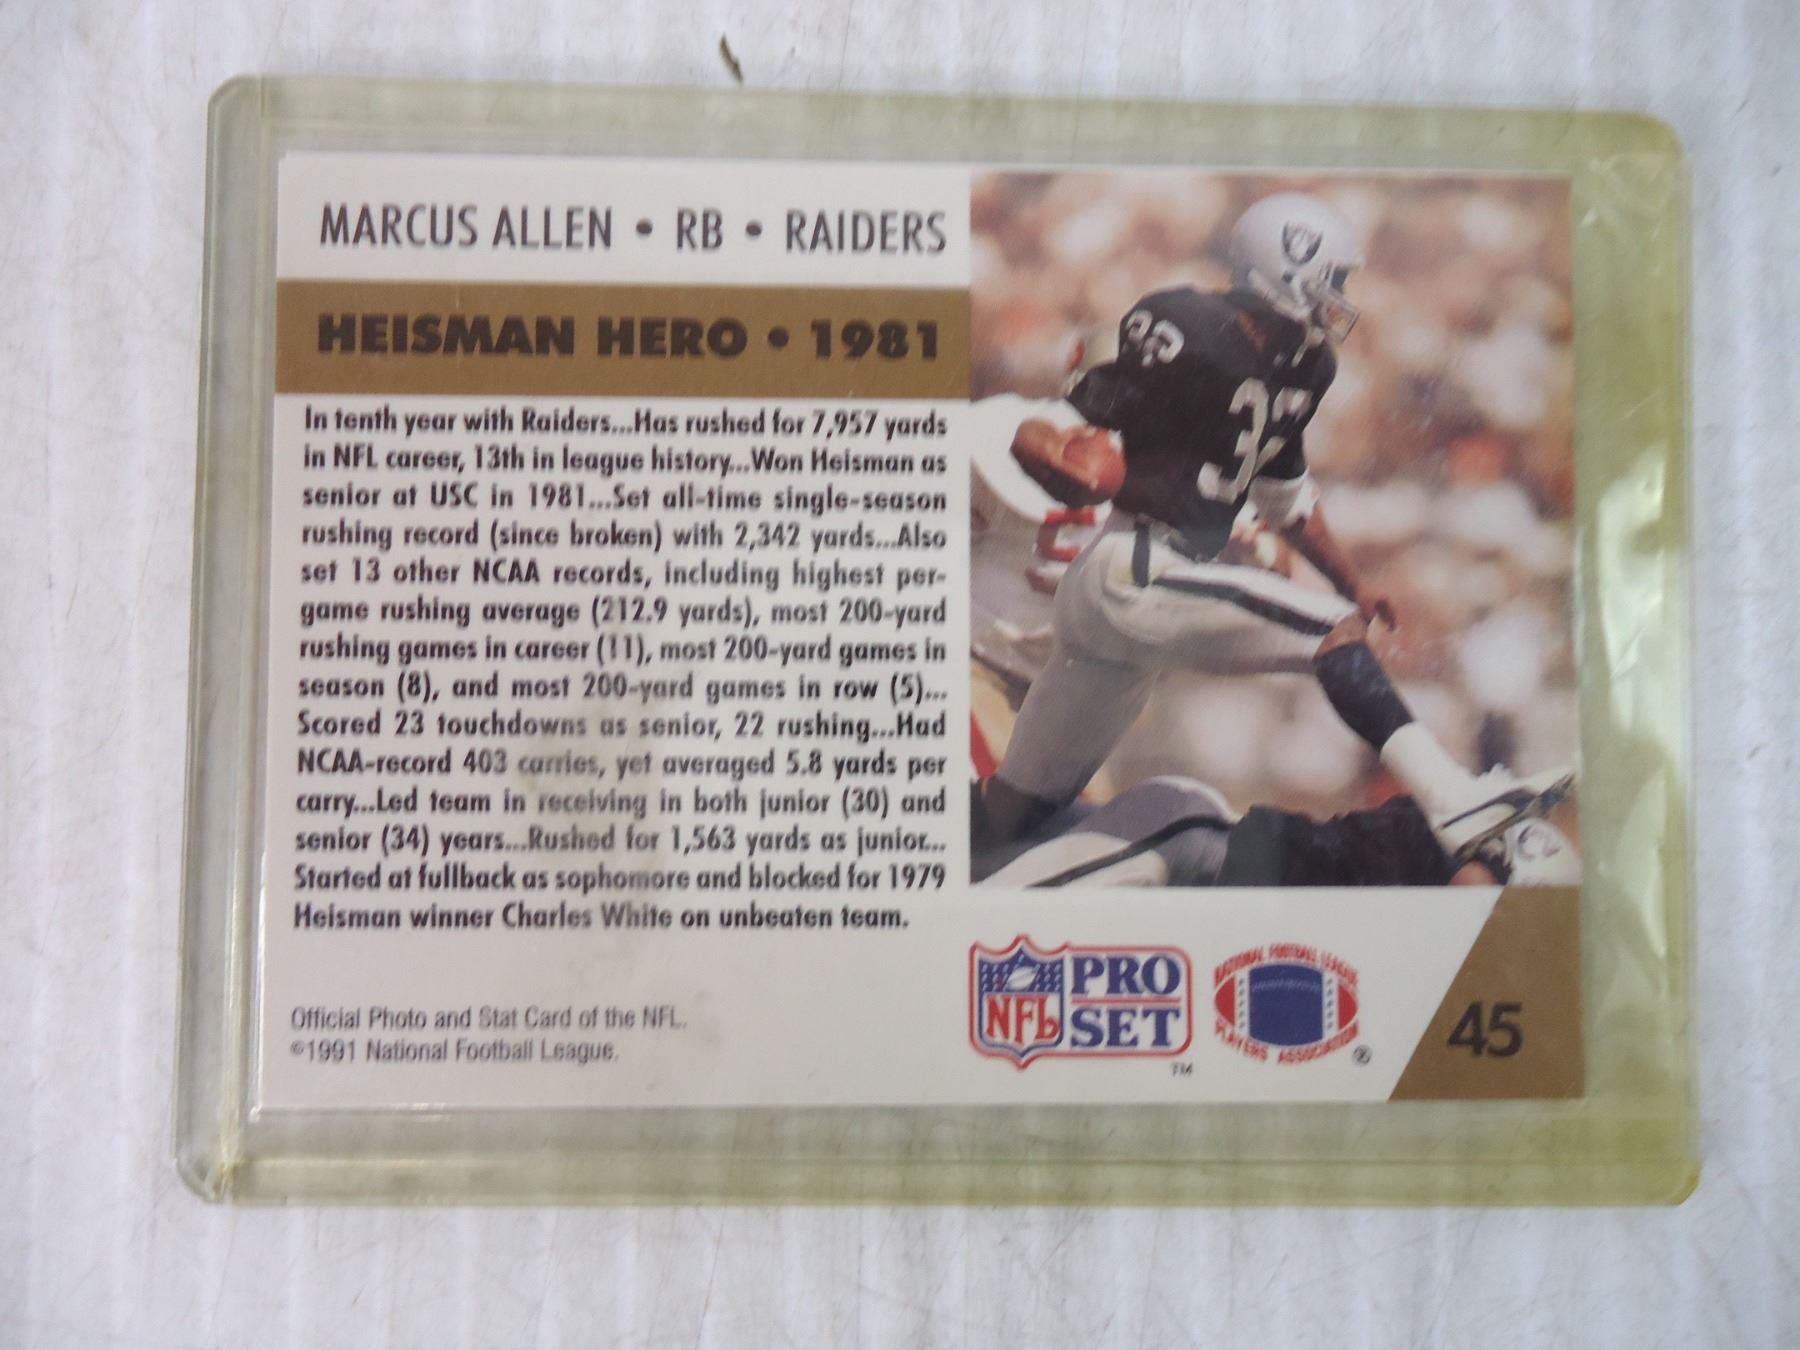 MARCUS ALLEN • RB • RAIDERS
HEISMAN HERO • 1981
In tenth year with Raiders...Has rushed for 7,957 yards
in NFL career, 13th in league history...Won Heisman as
senior at USC in 1981...Set all-time single-season
rushing record (since broken) with 2,342 yards...Also
set 13 other NCAA records, including highest per-
game rushing average (212.9 yards), most 200-yard
rushing games in career (11), most 200-yard games in
season (8), and most 200-yard games in row (5)...
Scored 23 touchdowns as senior, 22 rushing...Had
NCAA-record 403 carries, yet averaged 5.8 yards per
carry...Led team in receiving in both junior (30) and
senior (34) years...Rushed for 1,563 yards as junior...
Started at fullback as sophomore and blocked for 1979
Heisman winner Charles White on unbeaten team.
Official Photo and Stat Card of the NFL.
©1991 National Football League.
32
32
NFL PRO
SET
TM
NATIONAL FOOTBALL LEAGUE
PLAYERS ASSOCIATION
®
45